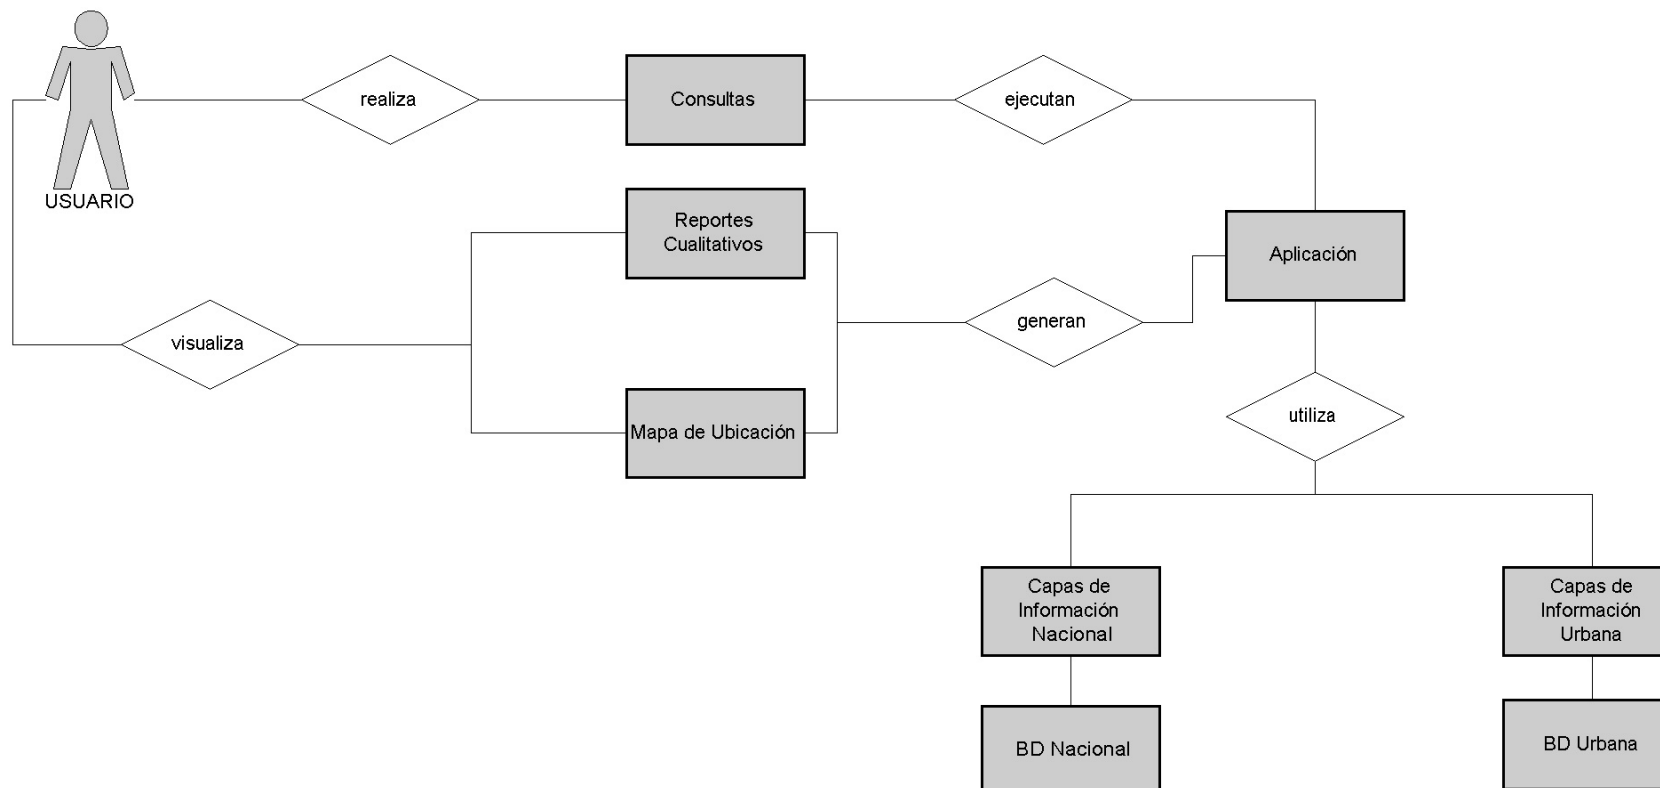 realiza
Consultas
ejecutan
USUARIO
Reportes
Cualitativos
Aplicación
generan
visualiza
Mapa de Ubicación
utiliza
Capas de
Información
Nacional
Capas de
Información
Urbana
BD Nacional
BD Urbana